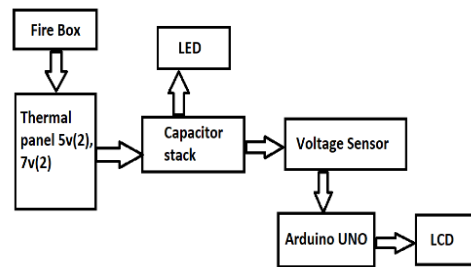 Fire Box
LED
Thermal
panel 5v(2),
7v(2)
Capacitor
stack
Voltage Sensor
Arduino UNO
LCD